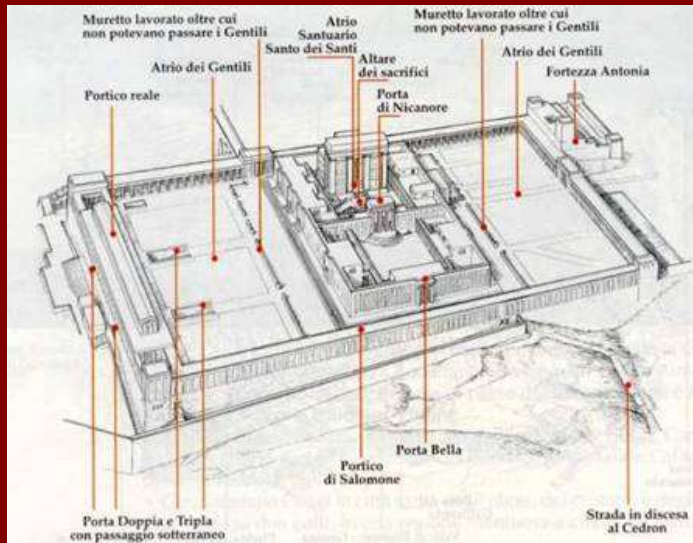 Muretto lavorato oltre cui
non potevano passare i Gentili
Atrio
Santuario
Santo dei Santi
Muretto lavorato oltre cui
non potevano passare i Gentili
Atrio dei Gentili
Altare
dei sacrifici
Atrio dei Gentili
Portico reale
Porta
di Nicanore
Fortezza Antonia
Porta Bella
Portico
di Salomone
Porta Doppia e Tripla
con passaggio sotterraneo
Strada in discesa
al Cedron